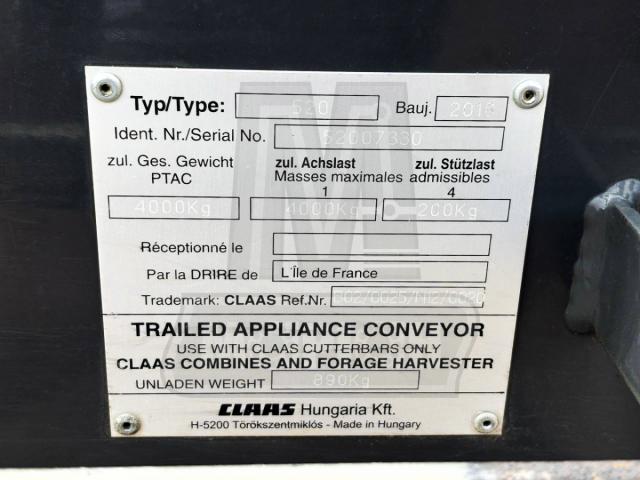 Typ/Type: 520 Bauj. 2016
Ident. Nr./Serial No. 52007330
zul. Ges. Gewicht zul. Achslast zul. Stützlast
PTAC Masses maximales admissibles
1 4
4000Kg 4000Kg 200Kg
Réceptionné le
Par la DRIRE de L'Île de France
Trademark: CLAAS Ref.Nr.
TRAILED APPLIANCE CONVEYOR
USE WITH CLAAS CUTTERBARS ONLY
CLAAS COMBINES AND FORAGE HARVESTER
UNLADEN WEIGHT 890Kg
CLAAS Hungaria Kft.
H-5200 Törökszentmiklós - Made in Hungary